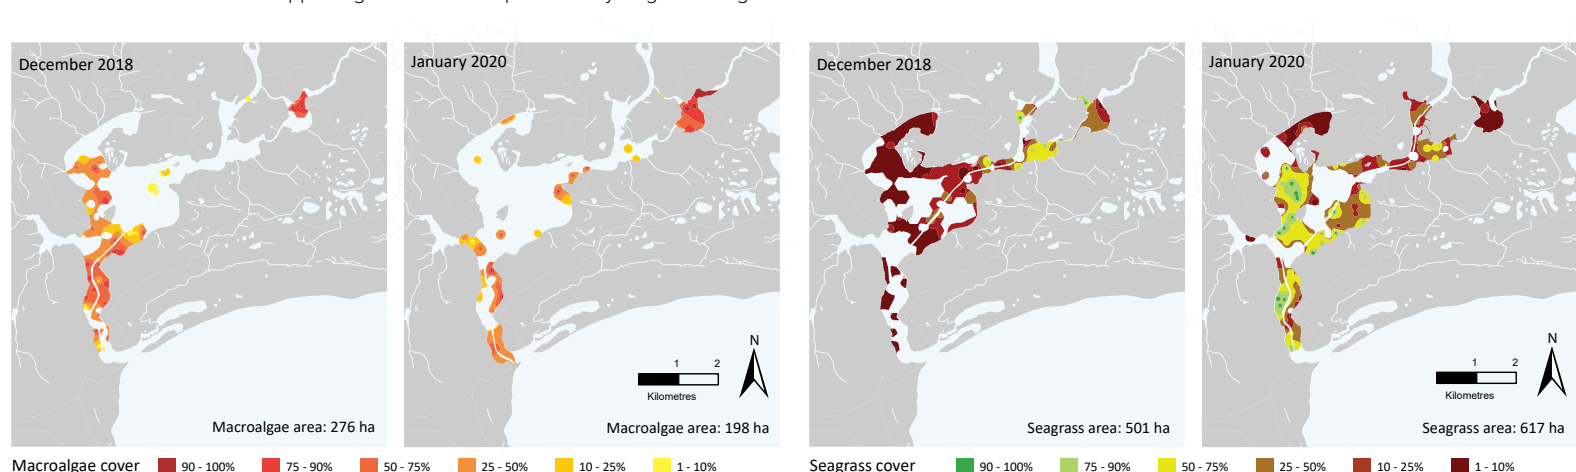 December 2018
January 2020
December 2018
January 2020
N
1 2
Kilometres
N
1 2
Kilometres
Macroalgae area: 276 ha
Macroalgae area: 198 ha
Seagrass area: 501 ha
Seagrass area: 617 ha
Macroalgae cover 90 - 100% 75 - 90% 50 - 75% 25 - 50% 10 - 25% 1 - 10%
Seagrass cover 90 - 100% 75 - 90% 50 - 75% 25 - 50% 10 - 25% 1 - 10%